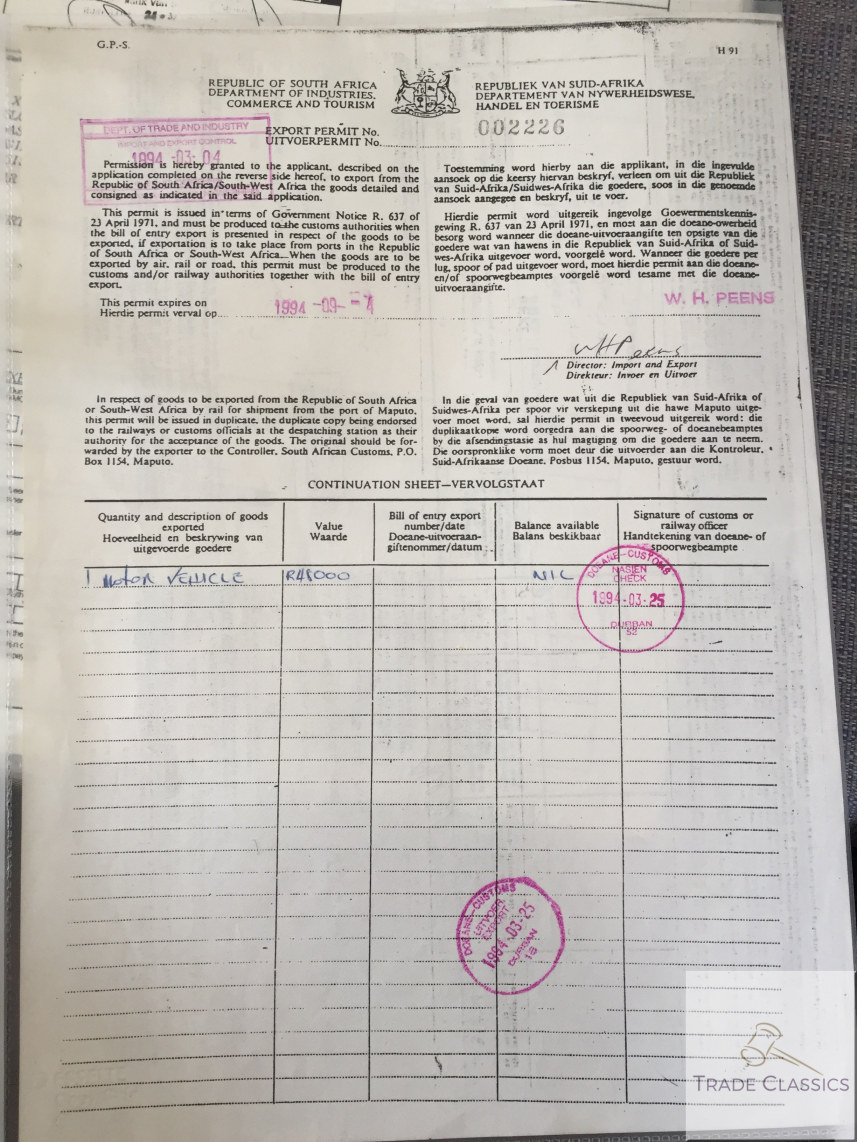 G.P.-S.
H 91
REPUBLIC OF SOUTH AFRICA
DEPARTMENT OF INDUSTRIES,
COMMERCE AND TOURISM
REPUBLIEK VAN SUID-AFRIKA
DEPARTEMENT VAN NYWERHEIDSWESE,
HANDEL EN TOERISME
DEPT. OF TRADE AND INDUSTRY
IMPORT AND EXPORT CONTROL
1994 -03- 04
EXPORT PERMIT No.
UITVOERPERMIT No.
002226
Permission is hereby granted to the applicant, described on the
application completed on the reverse side hereof, to export from the
Republic of South Africa/South-West Africa the goods detailed and
consigned as indicated in the said application.
This permit is issued in terms of Government Notice R. 637 of
23 April 1971, and must be produced to the customs authorities when
the bill of entry export is presented in respect of the goods to be
exported, if exportation is to take place from ports in the Republic
of South Africa or South-West Africa. When the goods are to be
exported by air, rail or road, this permit must be produced to the
customs and/or railway authorities together with the bill of entry
export.
This permit expires on
Hierdie permit verval op
1994 -09-
Toestemming word hierby aan die applikant, in die ingevulde
aansoek op die keersy hiervan beskryf, verleen om uit die Republiek
van Suid-Afrika/Suidwes-Afrika die goedere, soos in die genoemde
aansoek aangegee en beskryf, uit te voer.
Hierdie permit word uitgereik ingevolge Goewermentskennis-
gewing R. 637 van 23 April 1971, en moet aan die doeane-owerheid
besorg word wanneer die doeane-uitvoeraangifte ten opsigte van die
goedere wat van hawens in die Republiek van Suid-Afrika of Suid-
wes-Afrika uitgevoer word, voorgelê word. Wanneer die goedere per
lug, spoor of pad uitgevoer word, moet hierdie permit aan die doeane-
en/of spoorwegbeamptes voorgelê word tesame met die doeane-
uitvoeraangifte.
W. H. PEENS
WHPeens
Director: Import and Export
Direkteur: Invoer en Uitvoer
In respect of goods to be exported from the Republic of South Africa
or South-West Africa by rail for shipment from the port of Maputo,
this permit will be issued in duplicate, the duplicate copy being endorsed
to the railways or customs officials at the despatching station as their
authority for the acceptance of the goods. The original should be for-
warded by the exporter to the Controller, South African Customs, P.O.
Box 1154, Maputo.
In die geval van goedere wat uit die Republiek van Suid-Afrika of
Suidwes-Afrika per spoor vir verskeping uit die hawe Maputo uitge-
voer moet word, sal hierdie permit in tweevoud uitgereik word: die
duplikaatkopie word oorgedra aan die spoorweg- of doeanebeamptes
by die afsendingstasie as hul magtiging om die goedere aan te neem.
Die oorspronklike vorm moet deur die uitvoerder aan die Kontroleur,
Suid-Afrikaanse Doeane, Posbus 1154, Maputo, gestuur word.
CONTINUATION SHEET—VERVOLGSTAAT
Quantity and description of goods
exported
Hoeveelheid en beskrywing van
uitgevoerde goedere
Value
Waarde
Bill of entry export
number/date
Doeane-uitvoeraan-
giftenommer/datum
Balance available
Balans beskikbaar
Signature of customs or
railway officer
Handtekening van doeane- of
spoorwegbeampte
1 MOTOR VEHICLE
R48000
NIL
DOEANE-CUSTOMS
NASIEN
CHECK
1994-03-25
DURBAN
52
DOEANE-CUSTOMS
UITVOER
EXPORT
1994-03-25
DURBAN
18
TRADE CLASSICS